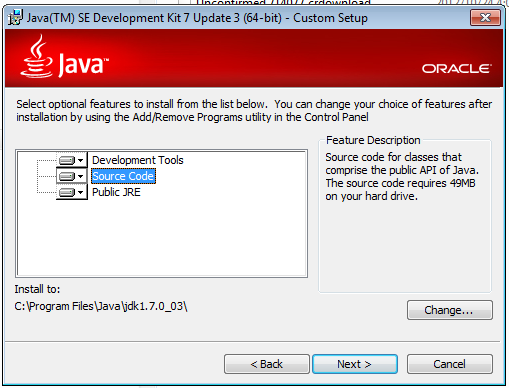 Unconfirmed 714077.crdownload
Java(TM) SE Development Kit 7 Update 3 (64-bit) - Custom Setup
Java™
ORACLE®
Select optional features to install from the list below. You can change your choice of features after
installation by using the Add/Remove Programs utility in the Control Panel
Development Tools
Source Code
Public JRE
Feature Description
Source code for classes that
comprise the public API of Java.
The source code requires 49MB
on your hard drive.
Install to:
C:\Program Files\Java\jdk1.7.0_03\
Change...
< Back
Next >
Cancel